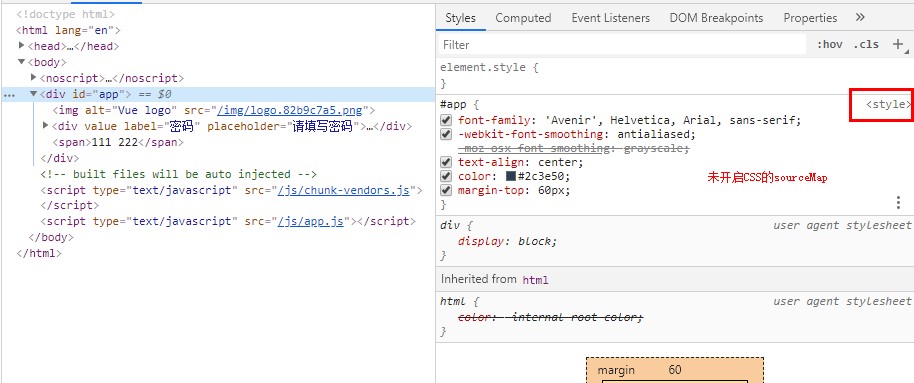 <!doctype html>
<html lang="en">
<head>…</head>
<body>
<noscript>…</noscript>
… <div id="app"> == $0
<img alt="Vue logo" src="/img/logo.82b9c7a5.png">
<div value label="密码" placeholder="请填写密码">…</div>
<span>111 222</span>
</div>
<!-- built files will be auto injected -->
<script type="text/javascript" src="/js/chunk-vendors.js">
</script>
<script type="text/javascript" src="/js/app.js"></script>
</body>
</html>
Styles Computed Event Listeners DOM Breakpoints Properties »
Filter :hov .cls +
element.style {
}
#app { <style>
font-family: 'Avenir', Helvetica, Arial, sans-serif;
-webkit-font-smoothing: antialiased;
-moz-osx-font-smoothing: grayscale;
text-align: center;
color: #2c3e50;
margin-top: 60px;
}
未开启CSS的sourceMap
div { user agent stylesheet
display: block;
}
Inherited from html
html { user agent stylesheet
color: -internal-root-color;
}
margin 60